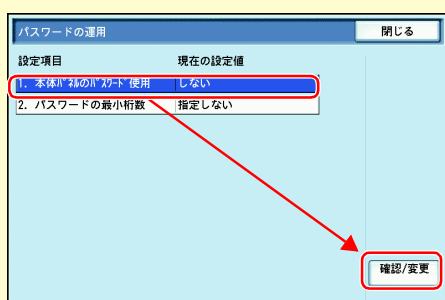 パスワードの運用
閉じる
設定項目 現在の設定値
1. 本体ﾊﾟﾈﾙのﾊﾟｽﾜｰﾄﾞ使用 しない
2. パスワードの最小桁数 指定しない
確認/変更